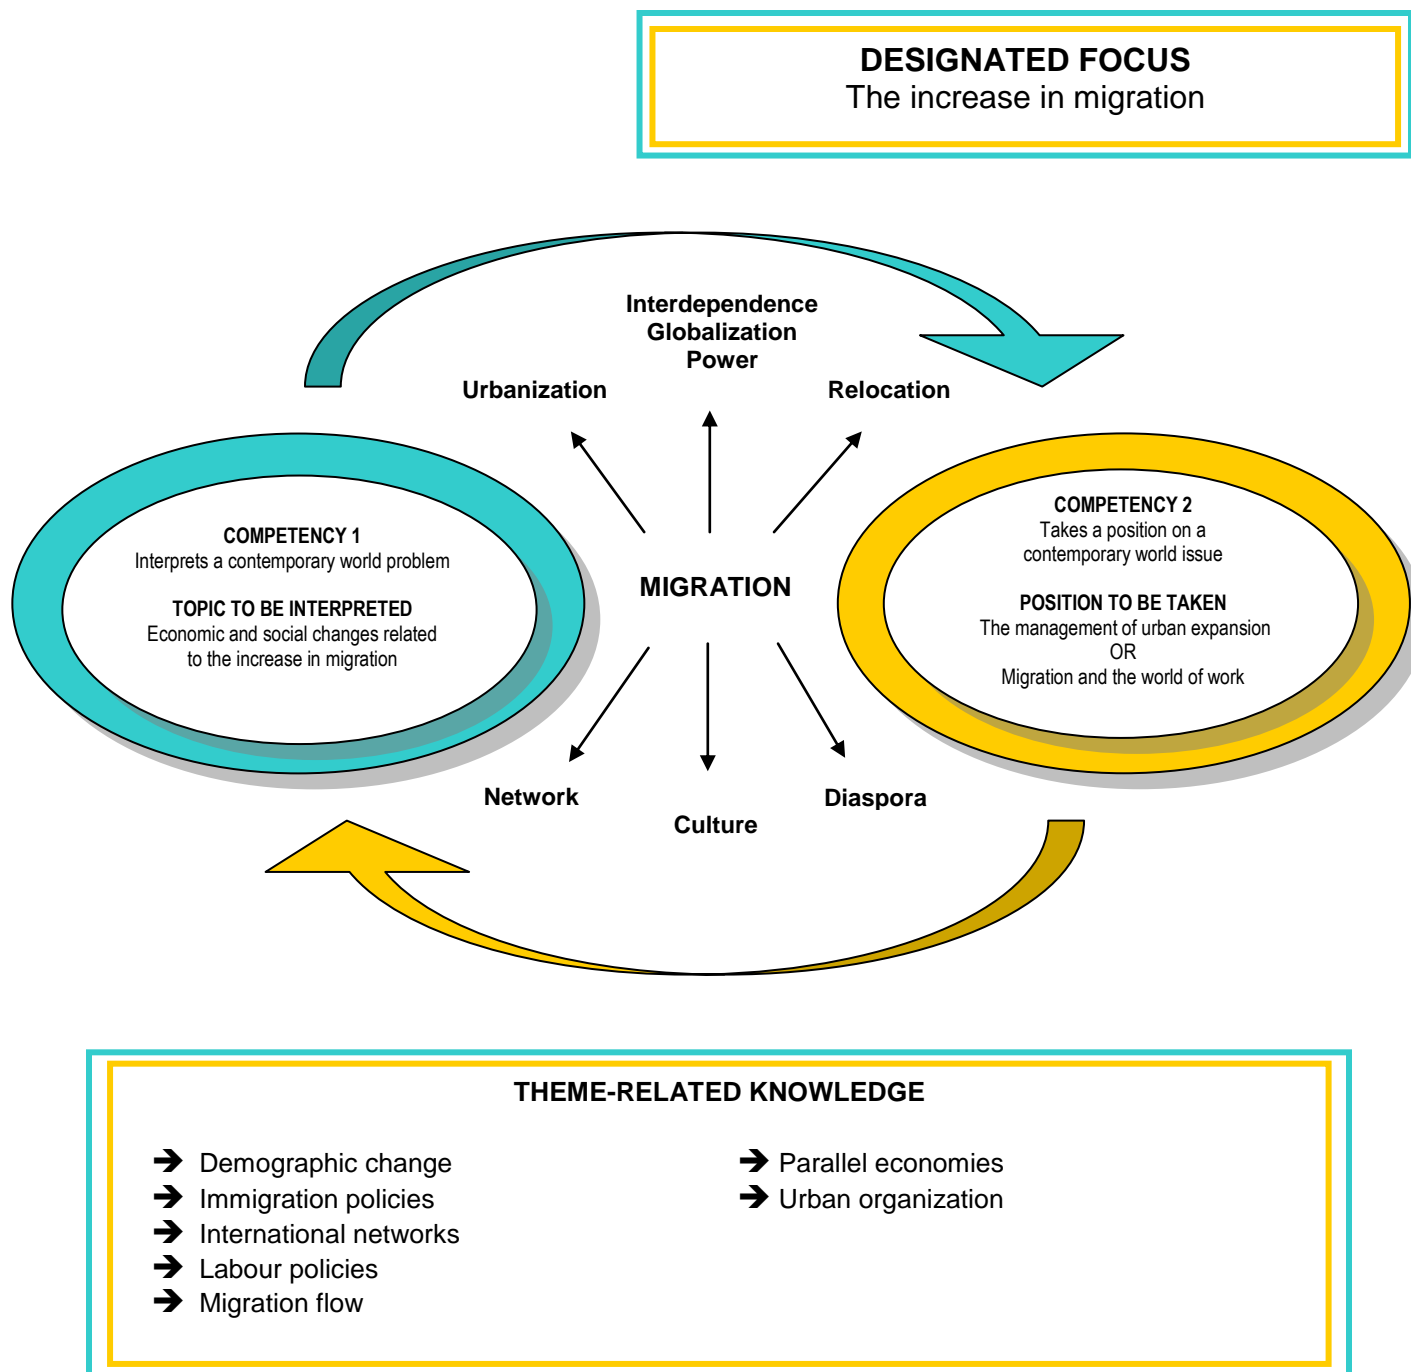 DESIGNATED FOCUS
The increase in migration
Interdependence
Globalization
Power
Urbanization
Relocation
COMPETENCY 1
Interprets a contemporary world problem
TOPIC TO BE INTERPRETED
Economic and social changes related
to the increase in migration
MIGRATION
COMPETENCY 2
Takes a position on a
contemporary world issue
POSITION TO BE TAKEN
The management of urban expansion
OR
Migration and the world of work
Network
Culture
Diaspora
THEME-RELATED KNOWLEDGE
➔ Demographic change
➔ Immigration policies
➔ International networks
➔ Labour policies
➔ Migration flow
➔ Parallel economies
➔ Urban organization